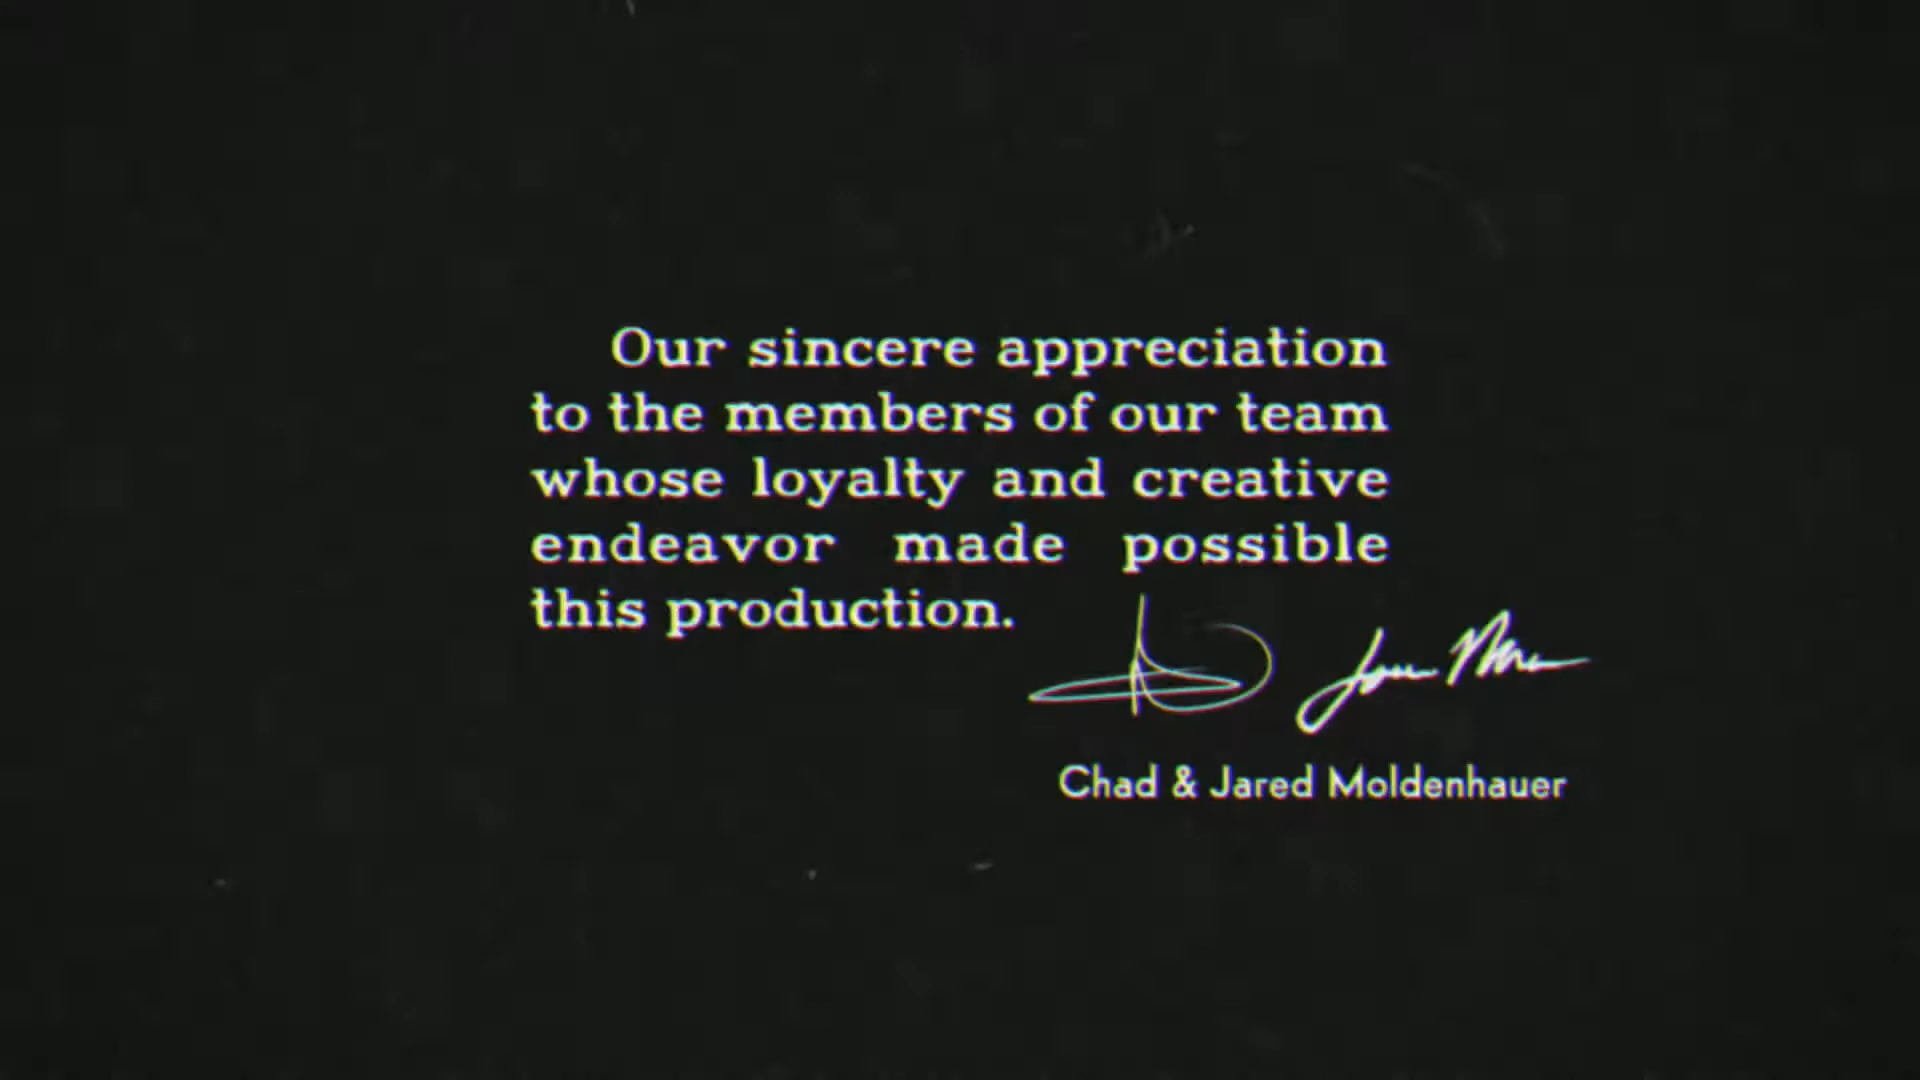 Our sincere appreciation
to the members of our team
whose loyalty and creative
endeavor made possible
this production.
Chad & Jared Moldenhauer